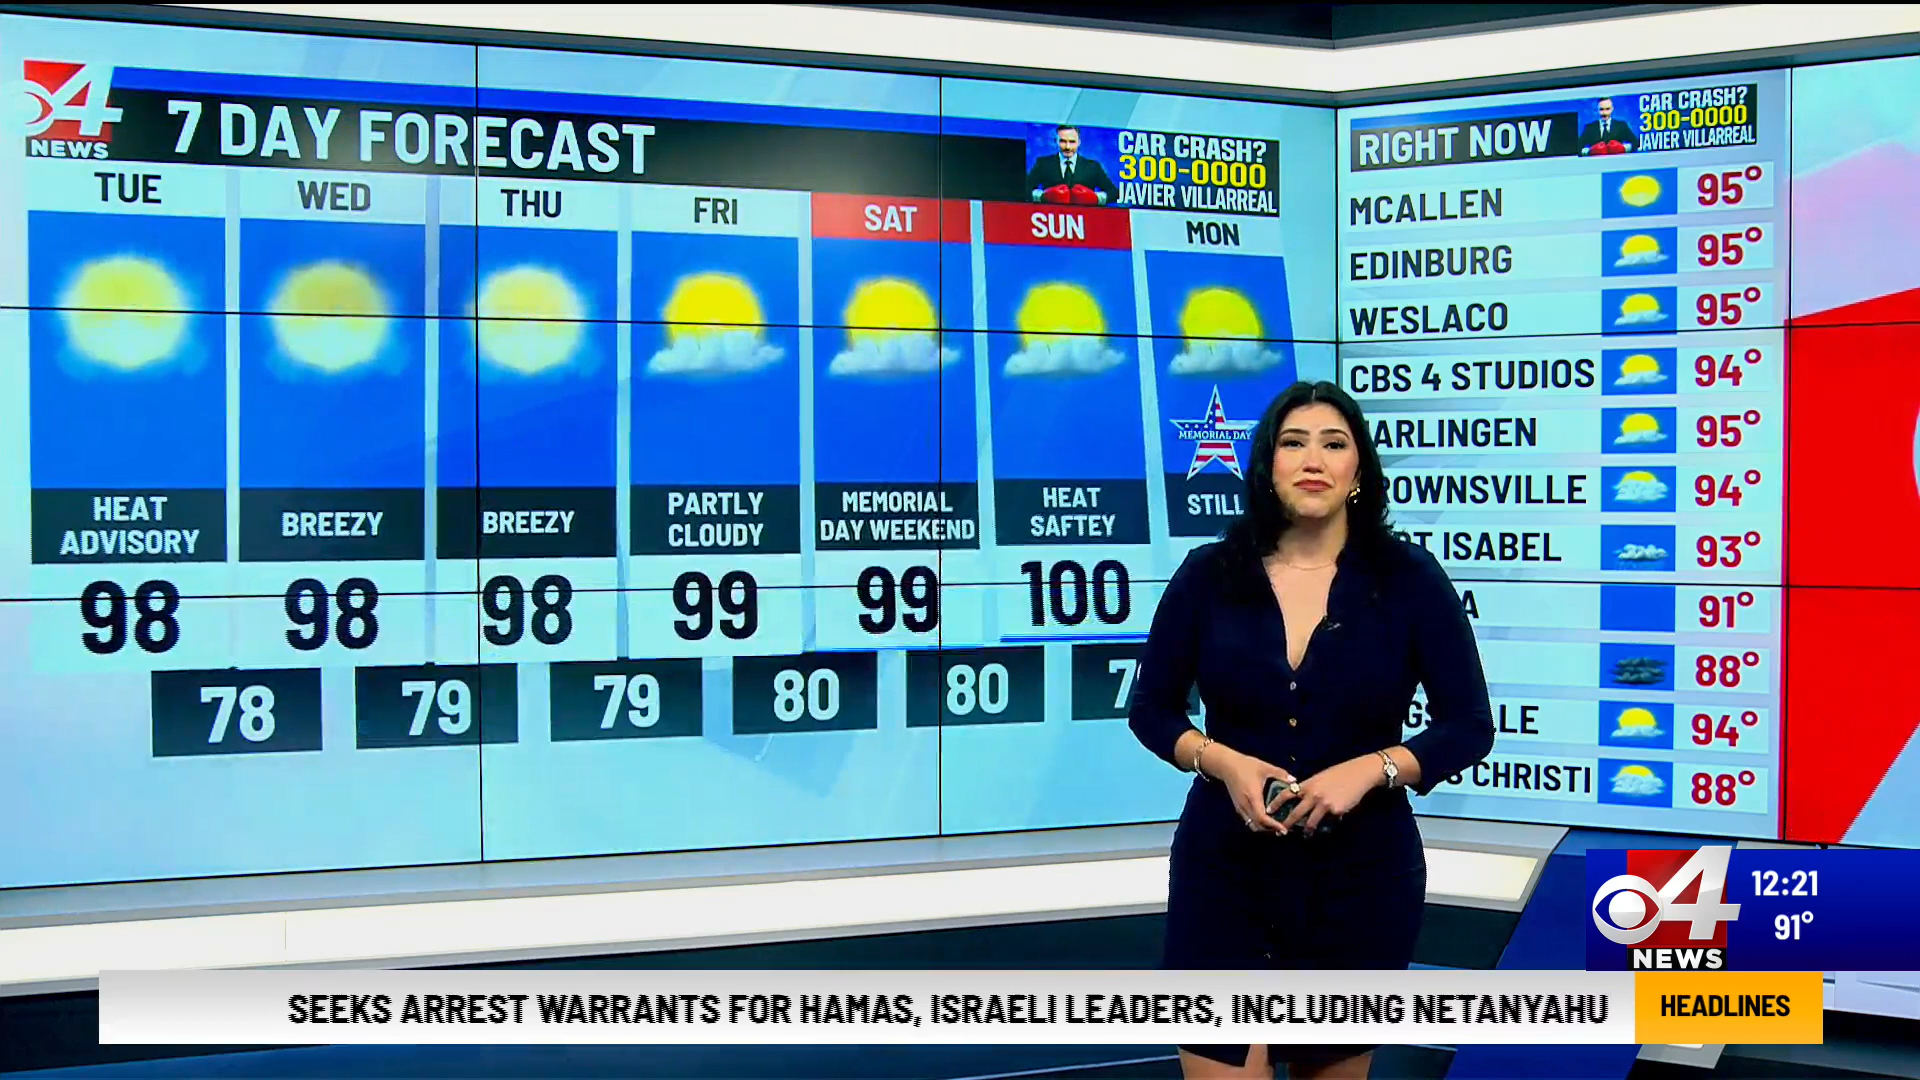 4
NEWS
7 DAY FORECAST
CAR CRASH?
300-0000
JAVIER VILLARREAL
TUE
WED
THU
FRI
SAT
SUN
MON
MEMORIAL DAY
HEAT
ADVISORY
BREEZY
BREEZY
PARTLY
CLOUDY
MEMORIAL
DAY WEEKEND
HEAT
SAFTEY
STILL
98
98
98
99
99
100
78
79
79
80
80
7
RIGHT NOW
CAR CRASH?
300-0000
JAVIER VILLARREAL
MCALLEN 95°
EDINBURG 95°
WESLACO 95°
CBS 4 STUDIOS 94°
ARLINGEN 95°
ROWNSVILLE 94°
T ISABEL 93°
A 91°
88°
GS LLE 94°
S CHRISTI 88°
4
NEWS
12:21
91°
SEEKS ARREST WARRANTS FOR HAMAS, ISRAELI LEADERS, INCLUDING NETANYAHU
HEADLINES